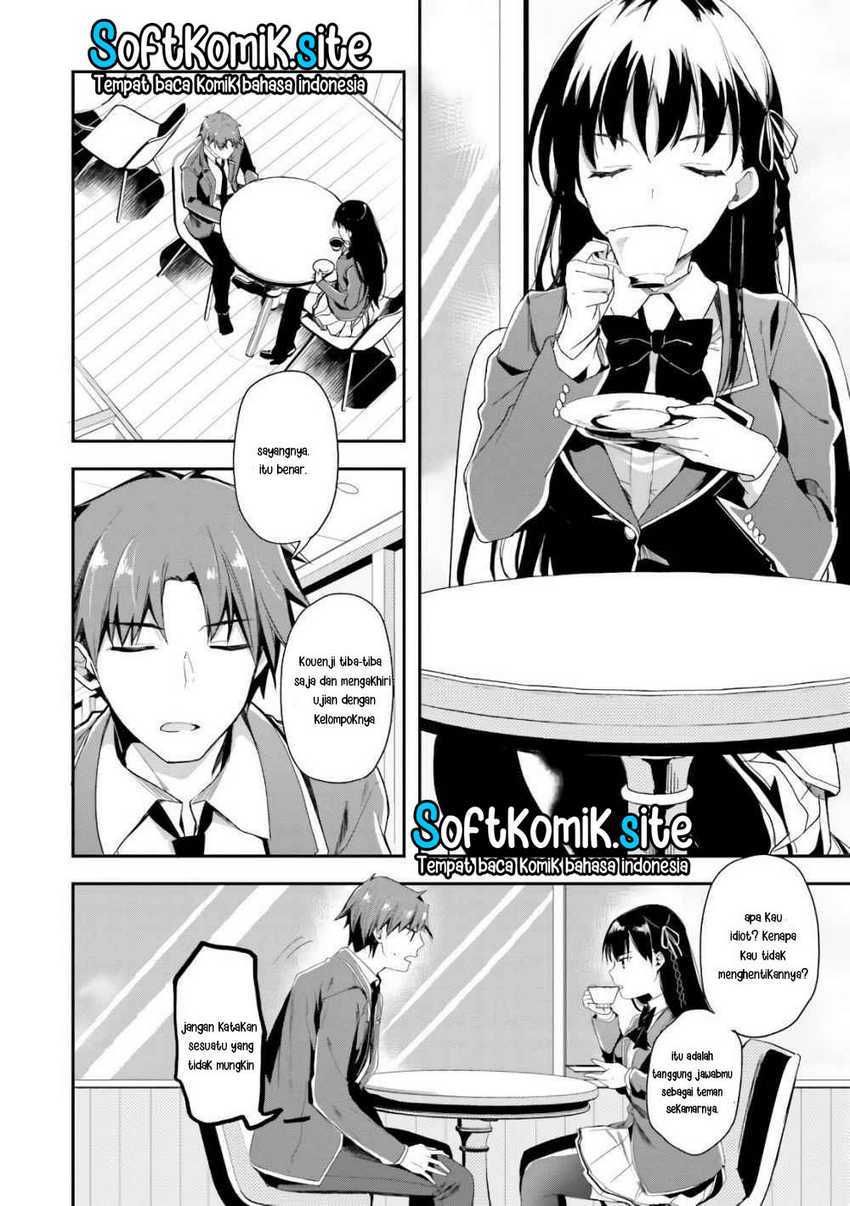 Softkomik.site
Tempat baca Komik bahasa indonesia
sayangnya.
itu benar.
Kouenji tiba-tiba
saja dan mengakhiri
ujian dengan
Kelompoknya
Softkomik.site
Tempat baca Komik bahasa indonesia
apa Kau
idiot? Kenapa
Kau tidak
menghentikannya?
itu adalah
tanggung jawabmu
sebagai teman
seKamarnya.
jangan KataKan
sesuatu yang
tidak mungkin